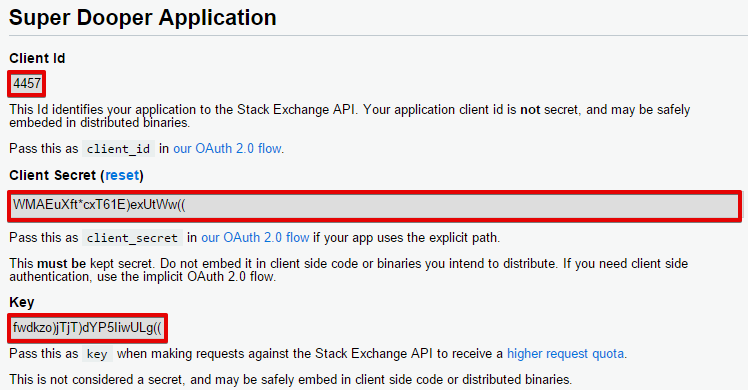 Super Dooper Application
Client Id
4457
This Id identifies your application to the Stack Exchange API. Your application client id is not secret, and may be safely
embeded in distributed binaries.
Pass this as client_id in our OAuth 2.0 flow.
Client Secret (reset)
WMAEuXft*cxT61E)exUtWw((
Pass this as client_secret in our OAuth 2.0 flow if your app uses the explicit path.
This must be kept secret. Do not embed it in client side code or binaries you intend to distribute. If you need client side
authentication, use the implicit OAuth 2.0 flow.
Key
fwdkzo)jTjT)dYP5IiwULg((
Pass this as key when making requests against the Stack Exchange API to receive a higher request quota.
This is not considered a secret, and may be safely embed in client side code or distributed binaries.